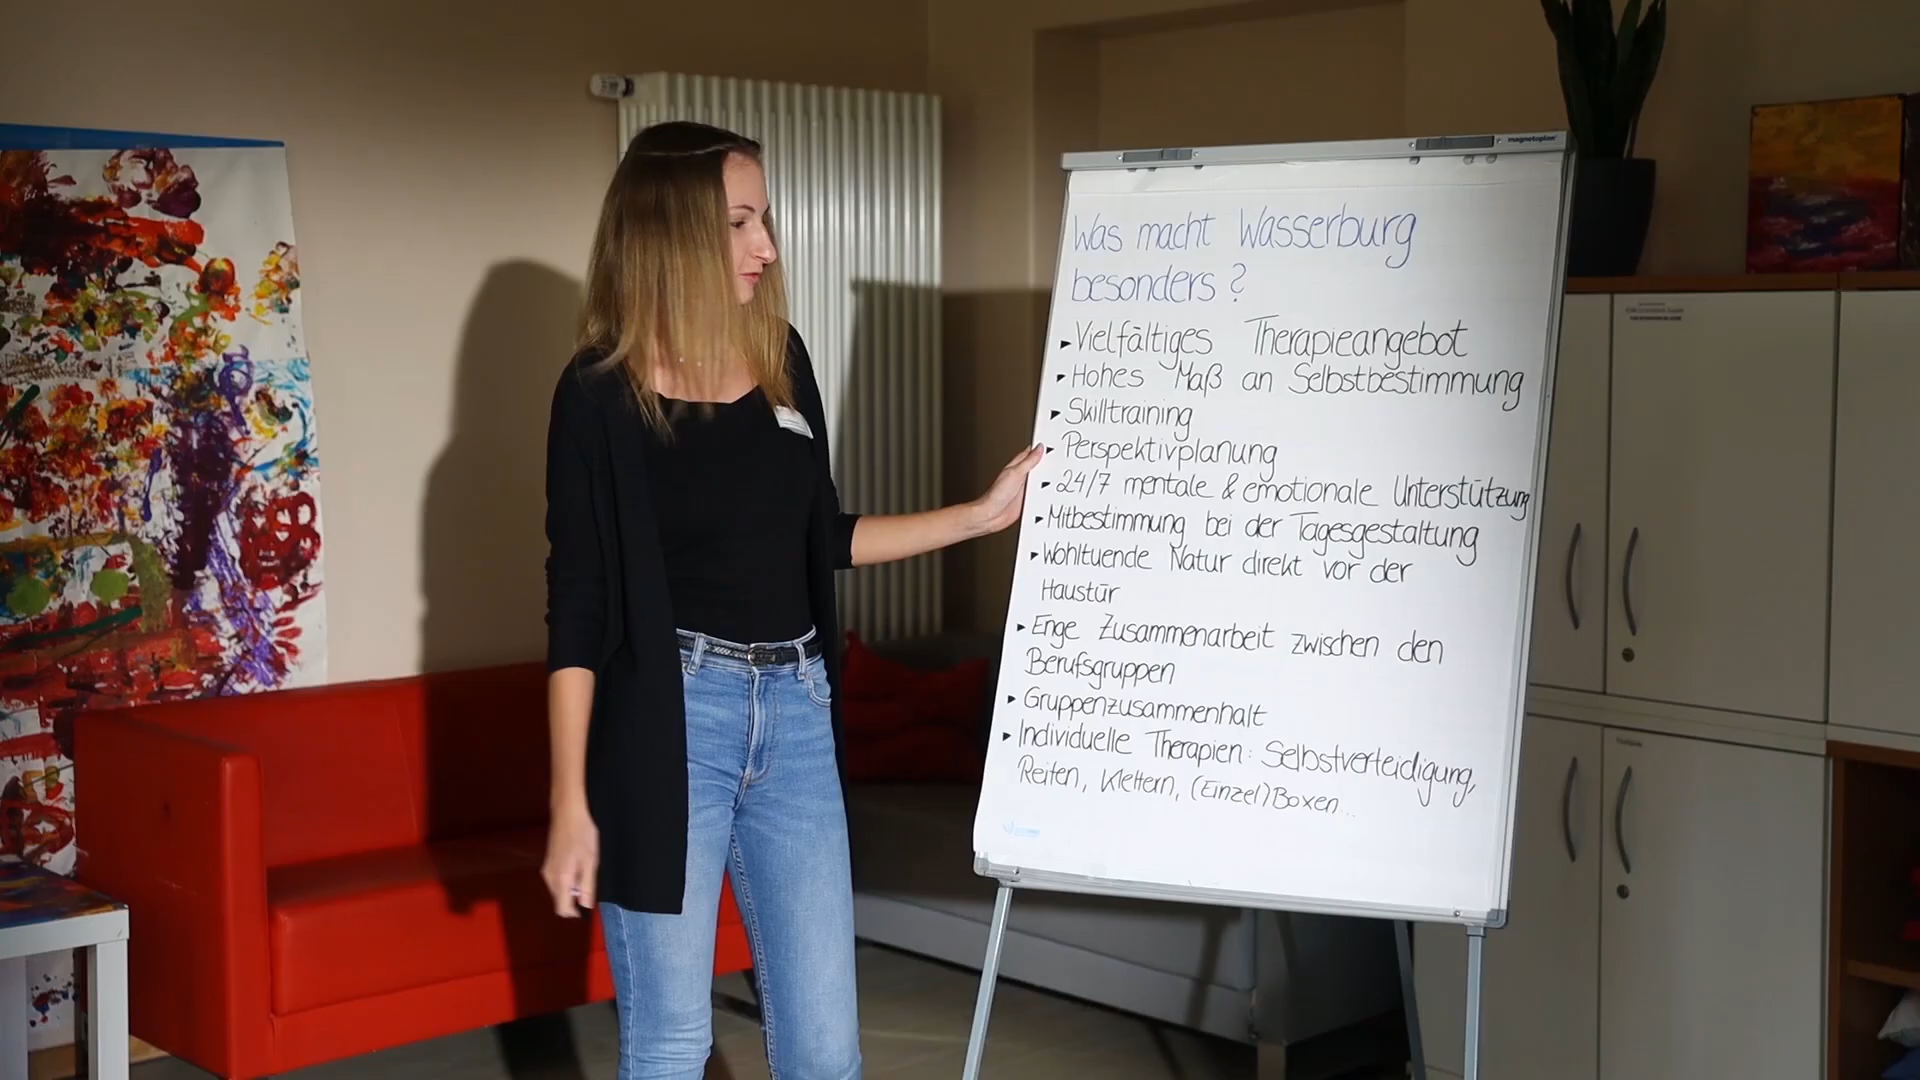 magnetoplan
Was macht Wasserburg
besonders?
▸ Vielfältiges Therapieangebot
▸ Hohes Maß an Selbstbestimmung
▸ Skilltraining
▸ Perspektivplanung
▸ 24/7 mentale & emotionale Unterstützung
▸ Mitbestimmung bei der Tagesgestaltung
▸ Wohltuende Natur direkt vor der
Haustür
▸ Enge Zusammenarbeit zwischen den
Berufsgruppen
▸ Gruppenzusammenhalt
▸ Individuelle Therapien: Selbstverteidigung,
Reiten, Klettern, (Einzel)Boxen...